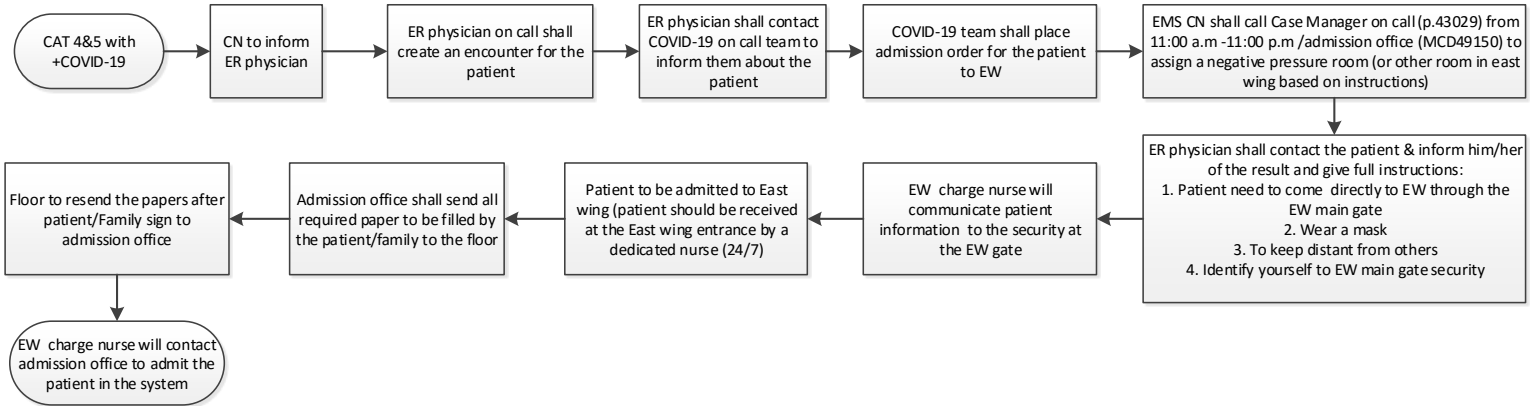 CAT 4&5 with
+COVID-19
CN to inform
ER physician
ER physician on call shall
create an encounter for the
patient
ER physician shall contact
COVID-19 on call team to
inform them about the
patient
COVID-19 team shall place
admission order for the patient
to EW
EMS CN shall call Case Manager on call (p.43029) from
11:00 a.m -11:00 p.m /admission office (MCD49150) to
assign a negative pressure room (or other room in east
wing based on instructions)
ER physician shall contact the patient & inform him/her
of the result and give full instructions:
1. Patient need to come directly to EW through the
EW main gate
2. Wear a mask
3. To keep distant from others
4. Identify yourself to EW main gate security
EW charge nurse will
communicate patient
information to the security at
the EW gate
Patient to be admitted to East
wing (patient should be received
at the East wing entrance by a
dedicated nurse (24/7)
Admission office shall send all
required paper to be filled by
the patient/family to the floor
Floor to resend the papers after
patient/Family sign to
admission office
EW charge nurse will contact
admission office to admit the
patient in the system